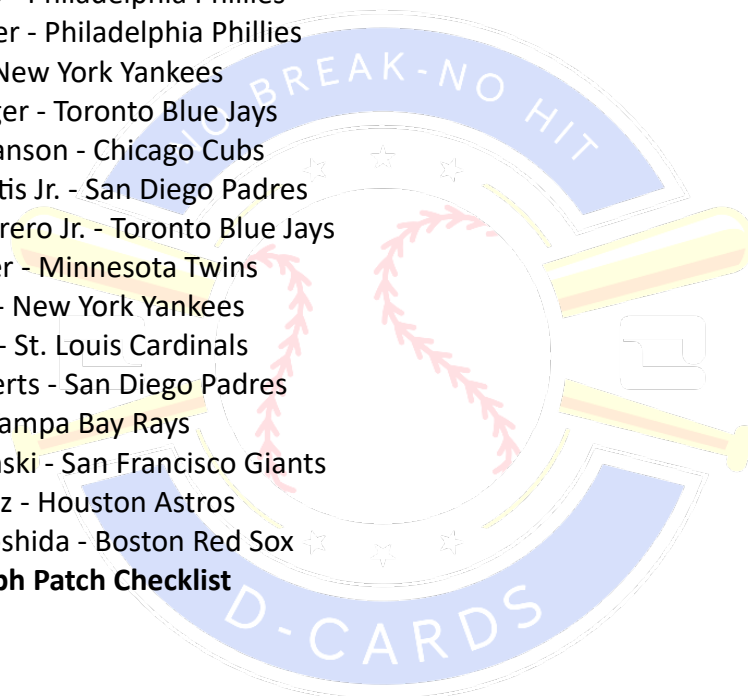 - Philadelphia Phillies
er - Philadelphia Phillies
New York Yankees
ger - Toronto Blue Jays
anson - Chicago Cubs
tis Jr. - San Diego Padres
rero Jr. - Toronto Blue Jays
er - Minnesota Twins
- New York Yankees
- St. Louis Cardinals
erts - San Diego Padres
ampa Bay Rays
nski - San Francisco Giants
z - Houston Astros
shida - Boston Red Sox
ph Patch Checklist
NO BREAK-NO HIT
D-CARDS